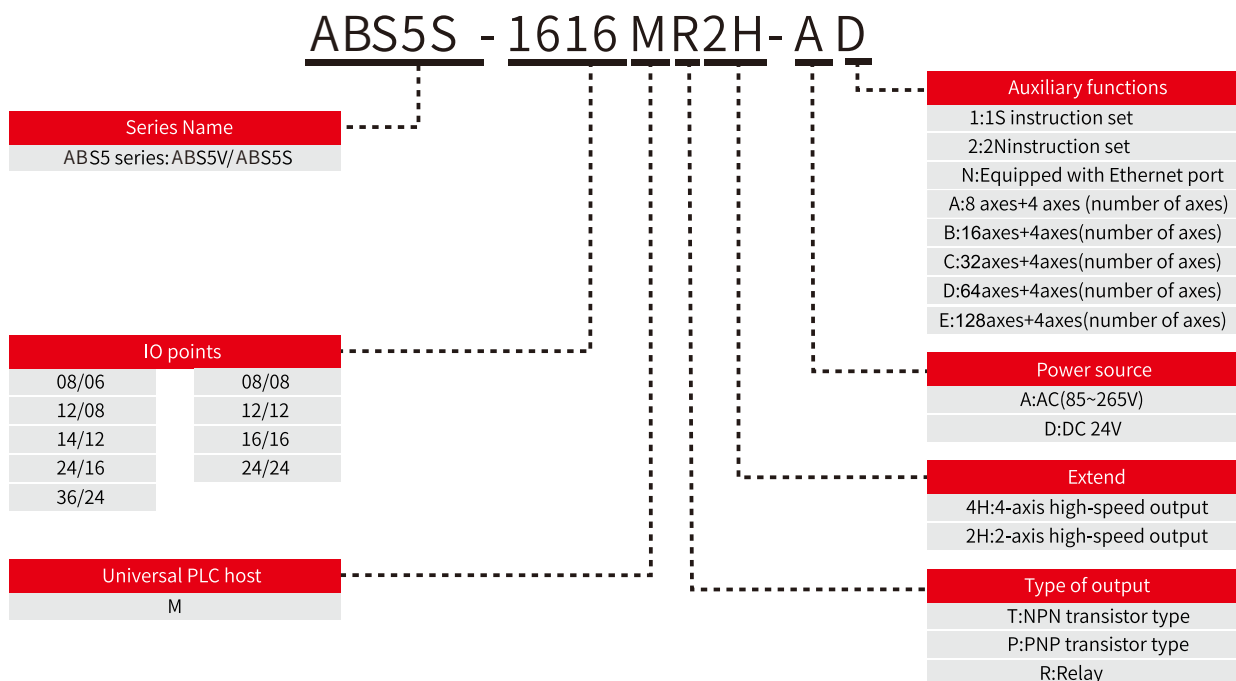 ABS5S - 1616 M R 2H - A D
Series Name
ABS5 series:ABS5V/ABS5S
IO points
08/06 08/08
12/08 12/12
14/12 16/16
24/16 24/24
36/24
Universal PLC host
M
Auxiliary functions
1:1S instruction set
2:2Ninstruction set
N:Equipped with Ethernet port
A:8 axes+4 axes (number of axes)
B:16axes+4axes(number of axes)
C:32axes+4axes(number of axes)
D:64axes+4axes(number of axes)
E:128axes+4axes(number of axes)
Power source
A:AC(85~265V)
D:DC 24V
Extend
4H:4-axis high-speed output
2H:2-axis high-speed output
Type of output
T:NPN transistor type
P:PNP transistor type
R:Relay